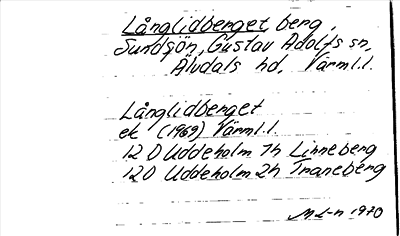 Långlidberget berg,
Sundsjön, Gustav Adolfs sn,
Älvdals hd, Värml.l.
Långlidberget
ek (1969) Värml.l.
12 D Uddeholm 1h Linneberg
12 D Uddeholm 2h Traneberg
M L-n 1970